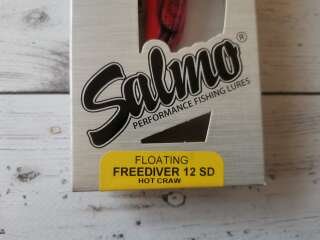 Salmo®
PERFORMANCE FISHING LURES
FLOATING
FREEDIVER 12 SD
HOT CRAW